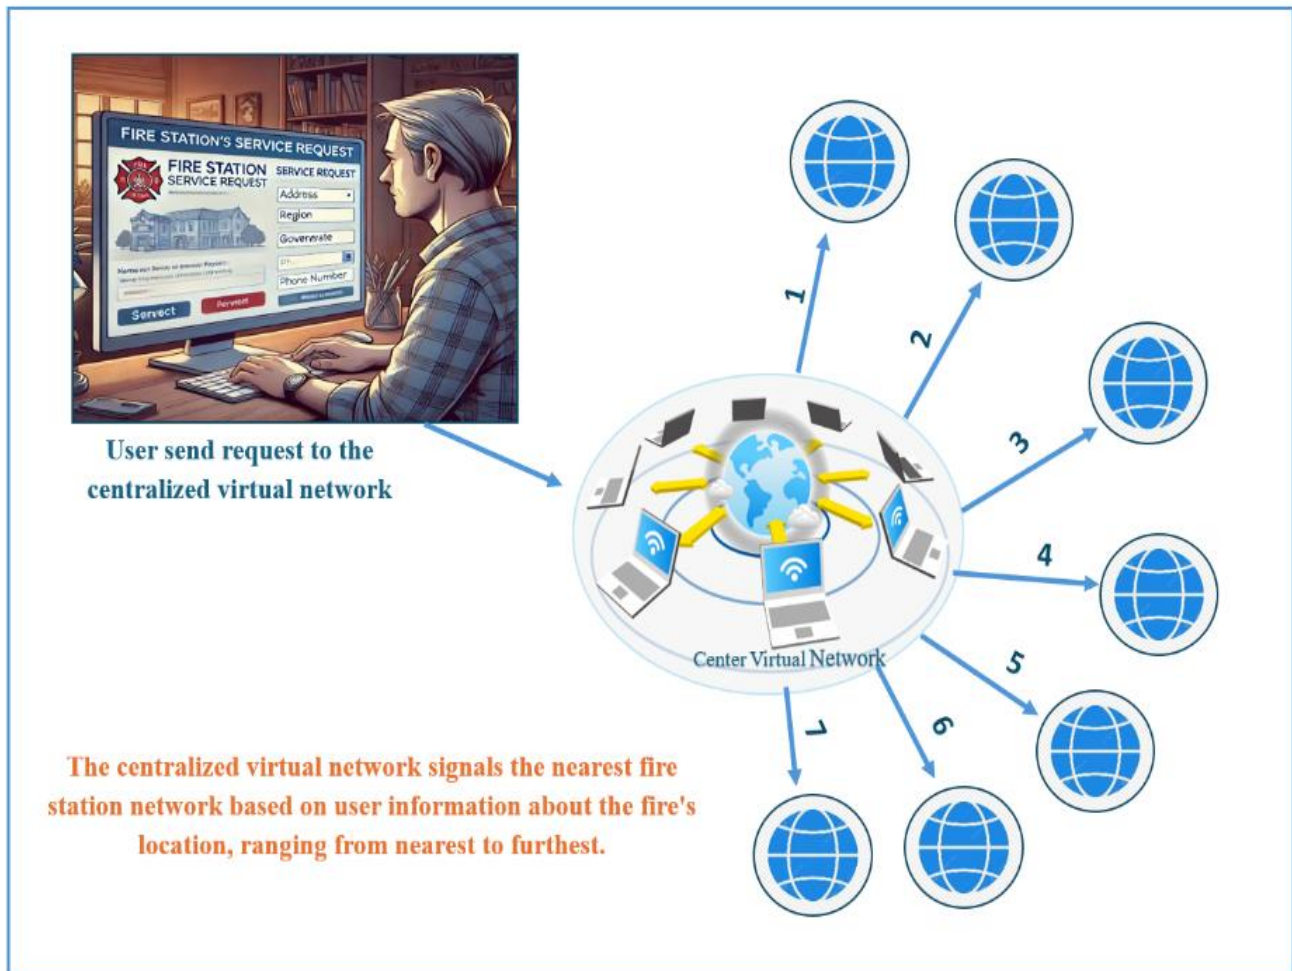 FIRE STATION'S SERVICE REQUEST
FIRE STATION
SERVICE REQUEST
SERVICE REQUEST
Address
Region
Goverwrate
Phone Number
Servect
User send request to the
centralized virtual network
1
2
3
4
5
6
7
Center Virtual Network
The centralized virtual network signals the nearest fire
station network based on user information about the fire's
location, ranging from nearest to furthest.